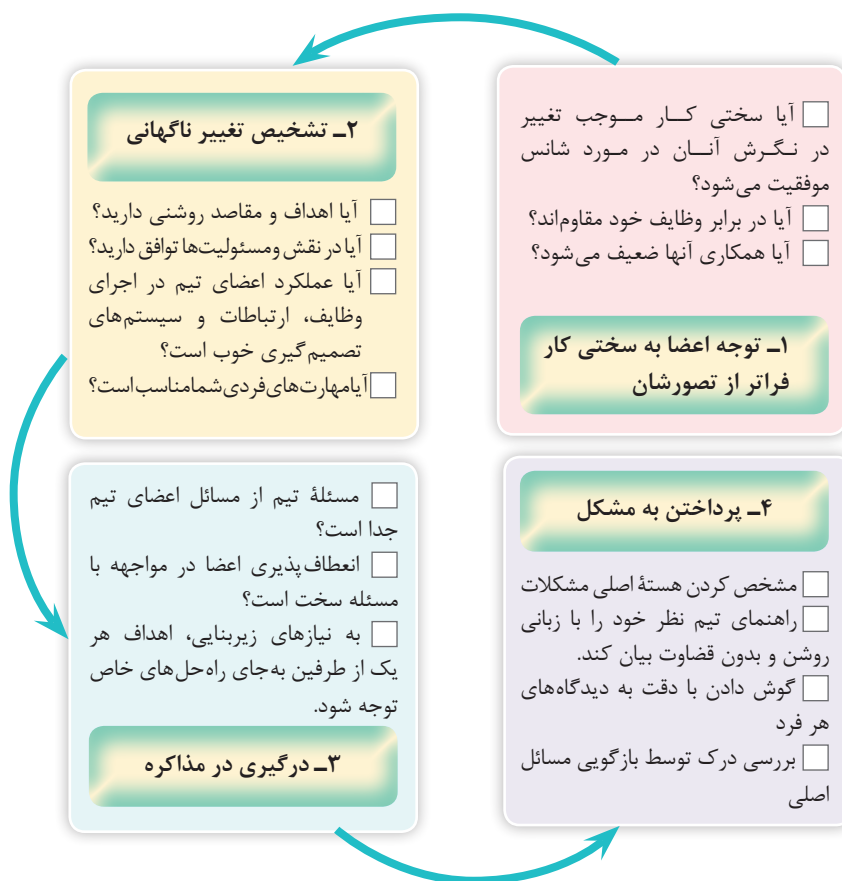 آیا سختی کار موجب تغییر
در نگرش آنان در مورد شانس
موفقیت می‌شود؟
آیا در برابر وظایف خود مقاوم‌اند؟
آیا همکاری آنها ضعیف می‌شود؟
۱ـ توجه اعضا به سختی کار
فراتر از تصورشان
۲ـ تشخیص تغییر ناگهانی
آیا اهداف و مقاصد روشنی دارید؟
آیا در نقش ومسئولیت‌ها توافق دارید؟
آیا عملکرد اعضای تیم در اجرای
وظایف، ارتباطات و سیستم‌های
تصمیم گیری خوب است؟
آیا مهارت‌های فردی شما مناسب است؟
مسئلۀ تیم از مسائل اعضای تیم
جدا است؟
انعطاف‌پذیری اعضا در مواجهه با
مسئله سخت است؟
به نیازهای زیربنایی، اهداف هر
یک از طرفین به‌جای راه‌حل‌های خاص
توجه شود.
۳ـ درگیری در مذاکره
۴ـ پرداختن به مشکل
مشخص کردن هستۀ اصلی مشکلات
راهنمای تیم نظر خود را با زبانی
روشن و بدون قضاوت بیان کند.
گوش دادن با دقت به دیدگاه‌های
هر فرد
بررسی درک توسط بازگویی مسائل
اصلی